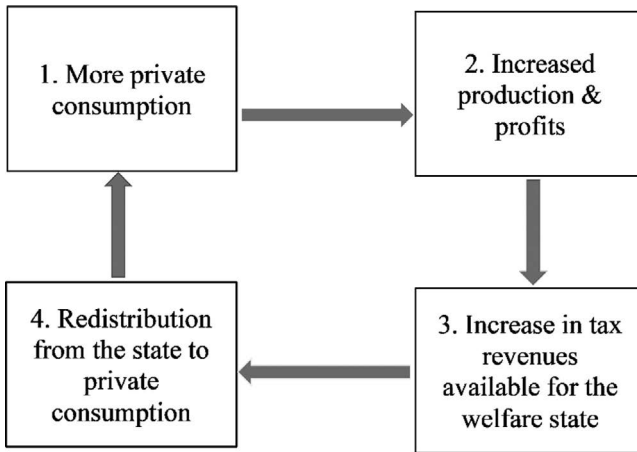 1. More private
consumption
2. Increased
production &
profits
4. Redistribution
from the state to
private
consumption
3. Increase in tax
revenues
available for the
welfare state